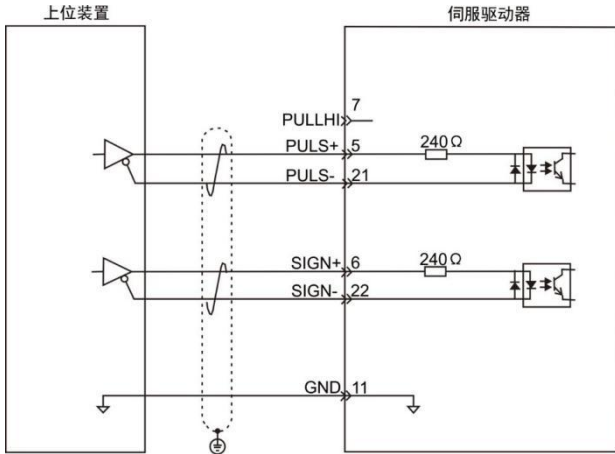 上位装置
伺服驱动器
7
PULLHI
PULS+ 5 240Ω
PULS- 21
SIGN+ 6 240Ω
SIGN- 22
GND 11